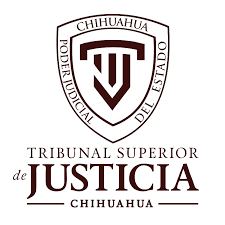 CHIHUAHUA
PODER JUDICIAL
DEL ESTADO
TRIBUNAL SUPERIOR
de JUSTICIA
CHIHUAHUA